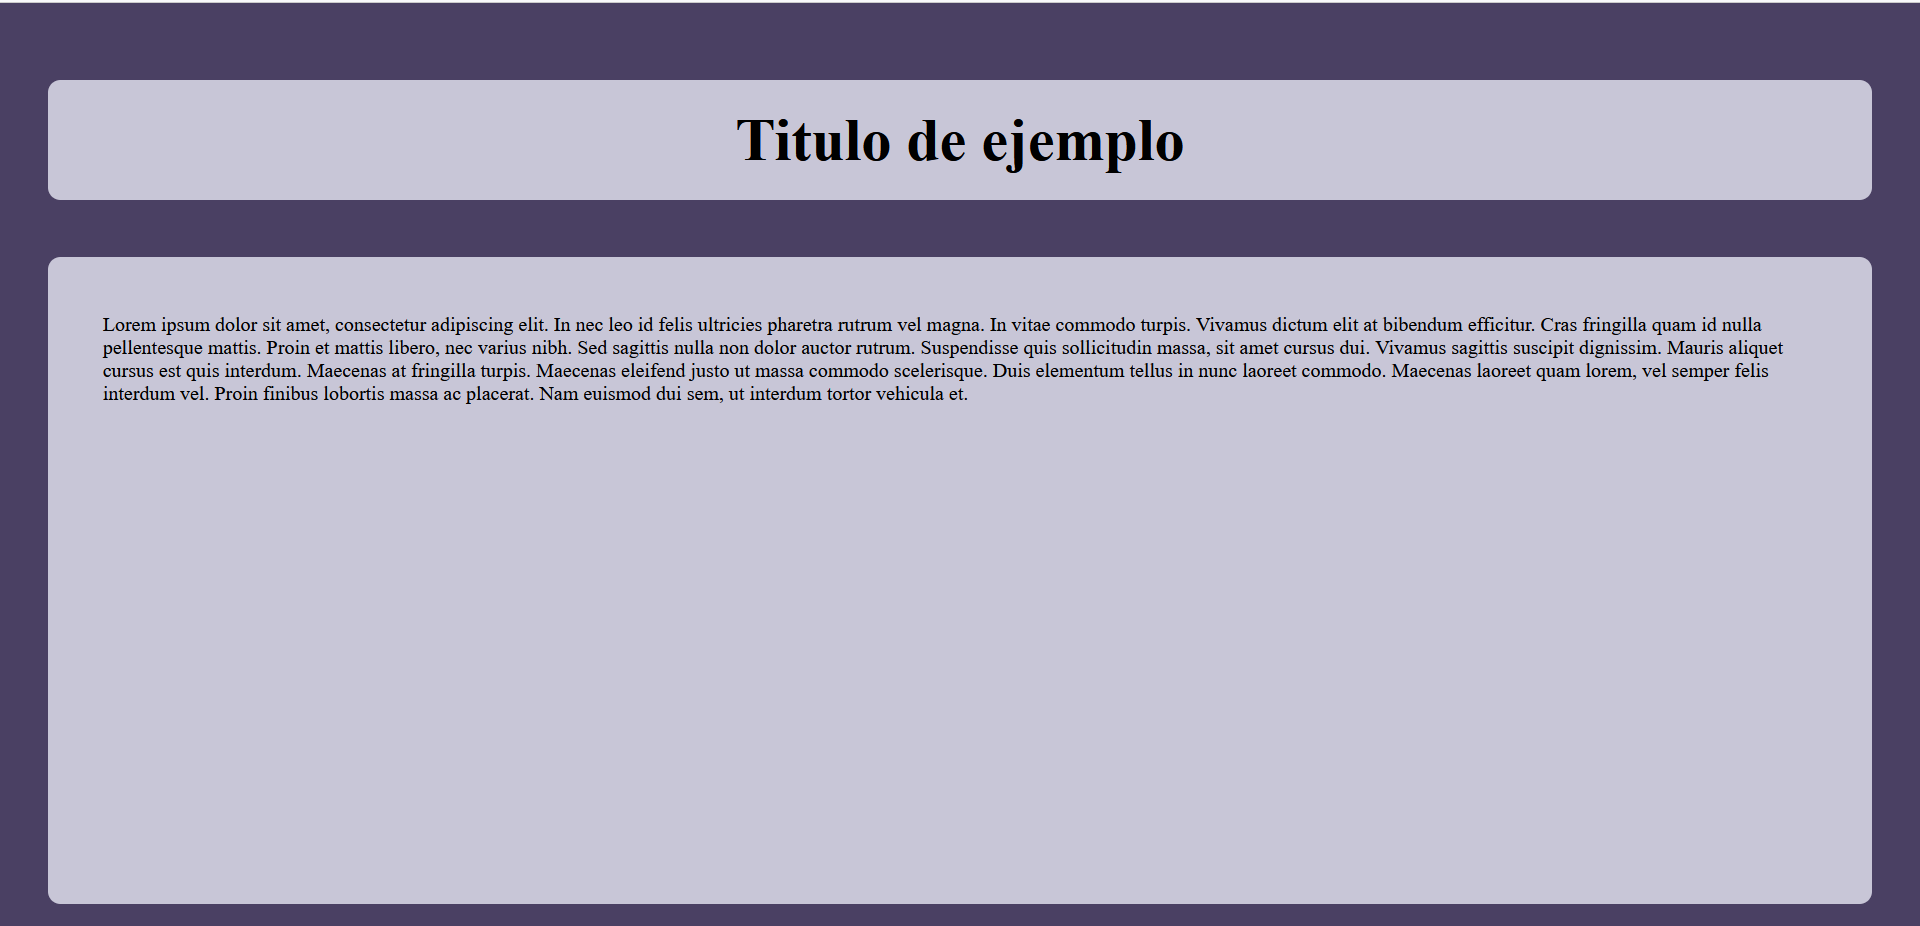 Titulo de ejemplo
Lorem ipsum dolor sit amet, consectetur adipiscing elit. In nec leo id felis ultricies pharetra rutrum vel magna. In vitae commodo turpis. Vivamus dictum elit at bibendum efficitur. Cras fringilla quam id nulla
pellentesque mattis. Proin et mattis libero, nec varius nibh. Sed sagittis nulla non dolor auctor rutrum. Suspendisse quis sollicitudin massa, sit amet cursus dui. Vivamus sagittis suscipit dignissim. Mauris aliquet
cursus est quis interdum. Maecenas at fringilla turpis. Maecenas eleifend justo ut massa commodo scelerisque. Duis elementum tellus in nunc laoreet commodo. Maecenas laoreet quam lorem, vel semper felis
interdum vel. Proin finibus lobortis massa ac placerat. Nam euismod dui sem, ut interdum tortor vehicula et.